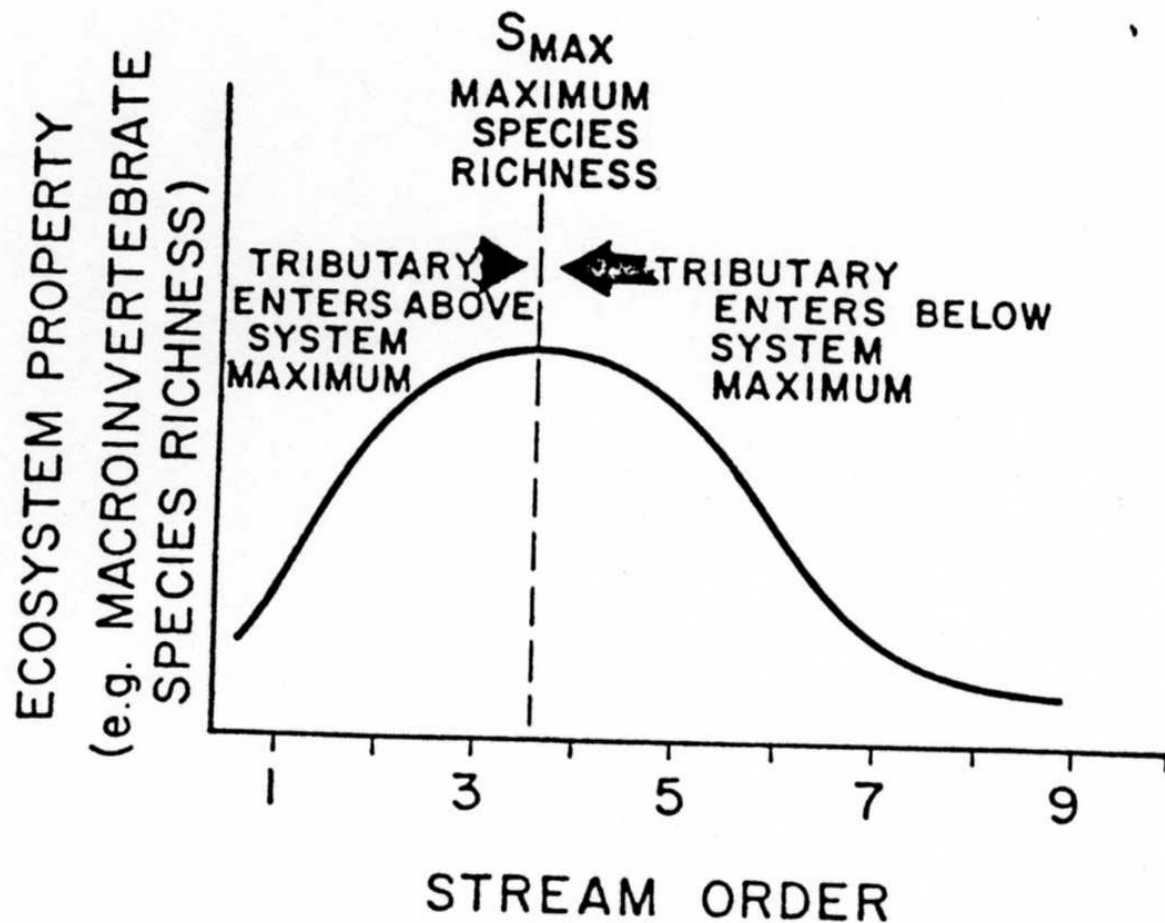 ECOSYSTEM PROPERTY
(e.g. MACROINVERTEBRATE
SPECIES RICHNESS)
SMAX
MAXIMUM
SPECIES
RICHNESS
TRIBUTARY
ENTERS ABOVE
SYSTEM
MAXIMUM
TRIBUTARY
ENTERS BELOW
SYSTEM
MAXIMUM
1 3 5 7 9
STREAM ORDER